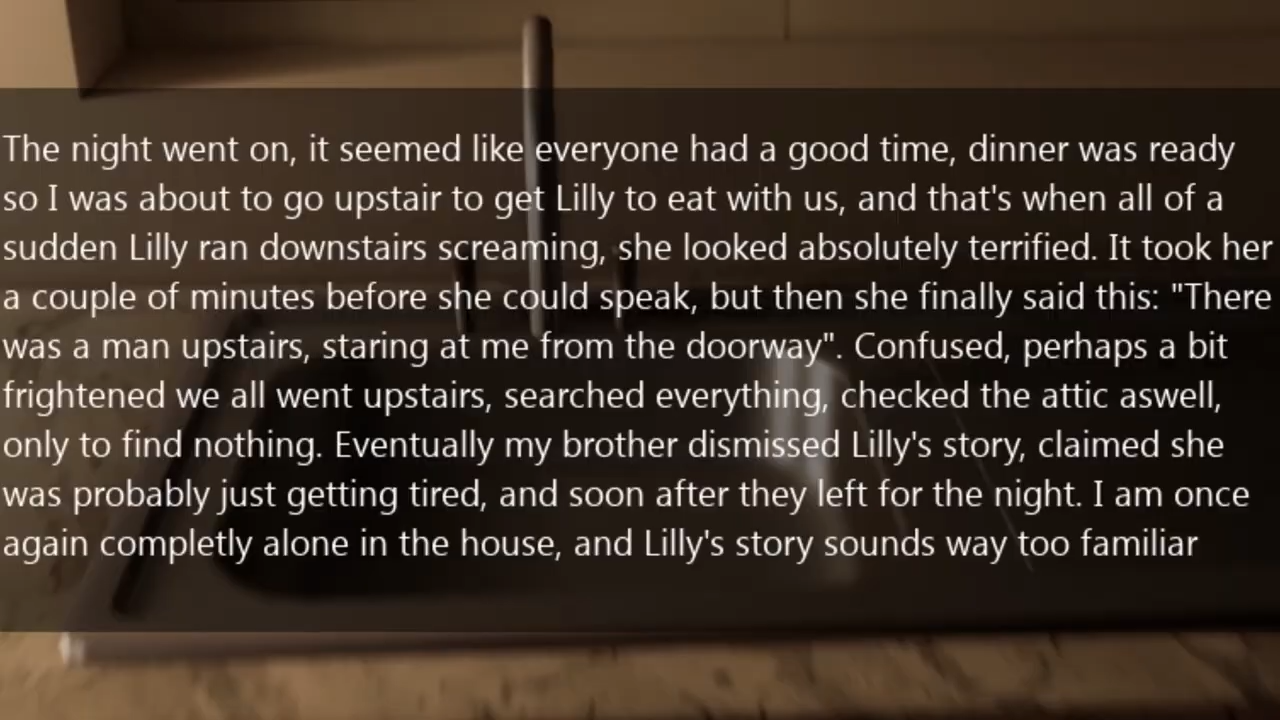 The night went on, it seemed like everyone had a good time, dinner was ready
so I was about to go upstair to get Lilly to eat with us, and that's when all of a
sudden Lilly ran downstairs screaming, she looked absolutely terrified. It took her
a couple of minutes before she could speak, but then she finally said this: "There
was a man upstairs, staring at me from the doorway". Confused, perhaps a bit
frightened we all went upstairs, searched everything, checked the attic aswell,
only to find nothing. Eventually my brother dismissed Lilly's story, claimed she
was probably just getting tired, and soon after they left for the night. I am once
again completly alone in the house, and Lilly's story sounds way too familiar